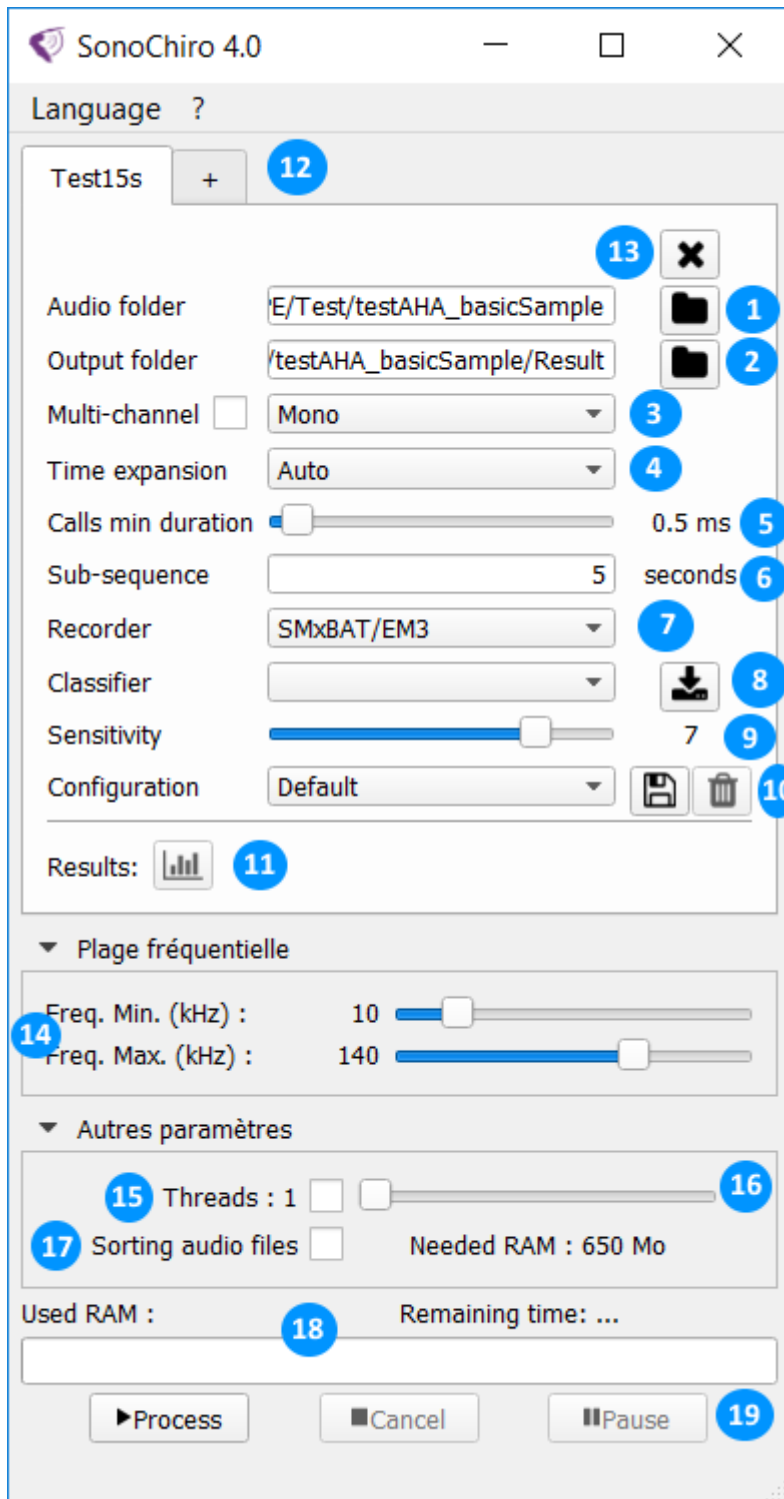 SonoChiro 4.0
Language ?
Test15s + 12
13
Audio folder E/Test/testAHA_basicSample 1
Output folder /testAHA_basicSample/Result 2
Multi-channel Mono 3
Time expansion Auto 4
Calls min duration 0.5 ms 5
Sub-sequence 5 seconds 6
Recorder SMxBAT/EM3 7
Classifier 8
Sensitivity 7 9
Configuration Default 10
Results: 11
Plage fréquentielle
Freq. Min. (kHz) : 10
14
Freq. Max. (kHz) : 140
Autres paramètres
15 Threads : 1 16
17 Sorting audio files Needed RAM : 650 Mo
Used RAM : 18 Remaining time: ...
Process Cancel Pause 19